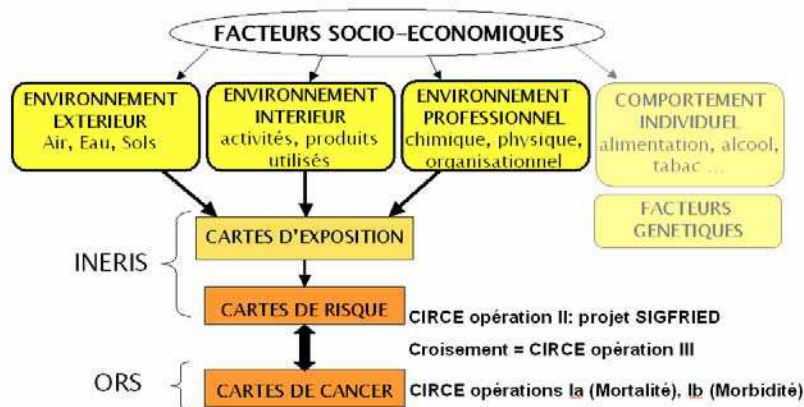 FACTEURS SOCIO-ECONOMIQUES
ENVIRONNEMENT
EXTERIEUR
Air, Eau, Sols
ENVIRONNEMENT
INTERIEUR
activités, produits
utilisés
ENVIRONNEMENT
PROFESSIONNEL
chimique, physique,
organisationnel
COMPORTEMENT
INDIVIDUEL
alimentation, alcool,
tabac ...
FACTEURS
GENETIQUES
CARTES D'EXPOSITION
INERIS
CARTES DE RISQUE
CIRCE opération II: projet SIGFRIED
Croisement = CIRCE opération III
ORS
CARTES DE CANCER
CIRCE opérations Ia (Mortalité), Ib (Morbidité)